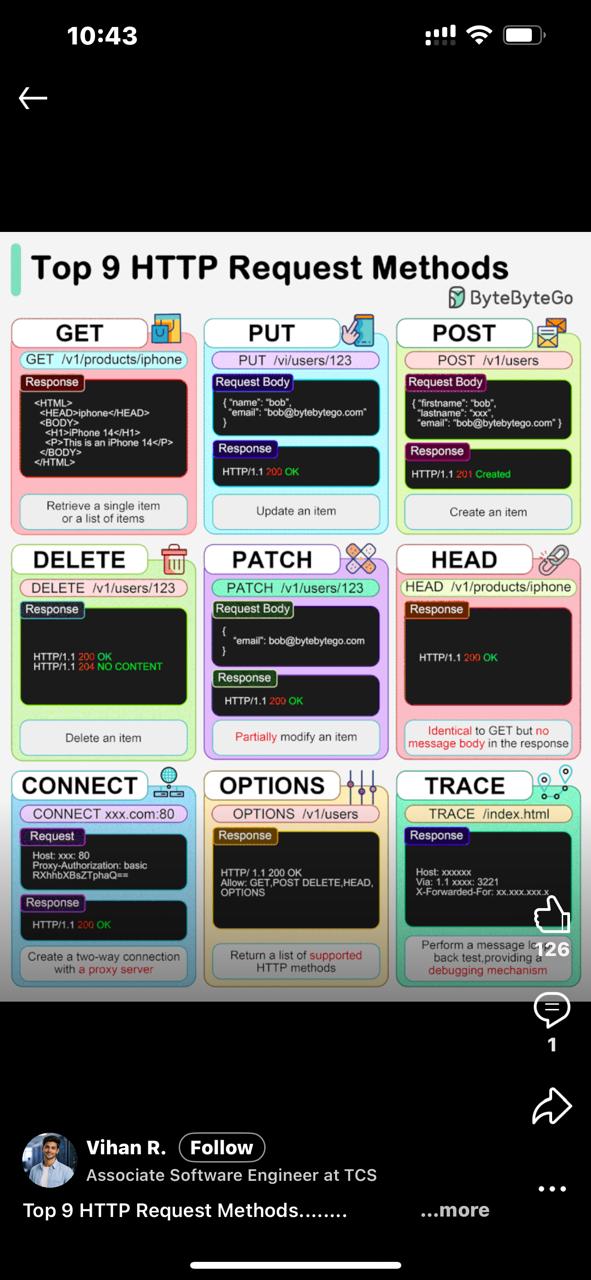 10:43
Top 9 HTTP Request Methods
ByteByteGo
GET
GET /v1/products/iphone
Response
<HTML>
<HEAD>iphone</HEAD>
<BODY>
<H1>iPhone 14</H1>
<P>This is an iPhone 14</P>
</BODY>
</HTML>
Retrieve a single item
or a list of items
PUT
PUT /vi/users/123
Request Body
{ "name": "bob",
"email": "bob@bytebytego.com"
}
Response
HTTP/1.1 200 OK
Update an item
POST
POST /v1/users
Request Body
{ "firstname": "bob",
"lastname": "xxx",
"email": "bob@bytebytego.com" }
Response
HTTP/1.1 201 Created
Create an item
DELETE
DELETE /v1/users/123
Response
HTTP/1.1 200 OK
HTTP/1.1 204 NO CONTENT
Delete an item
PATCH
PATCH /v1/users/123
Request Body
{
"email": bob@bytebytego.com
}
Response
HTTP/1.1 200 OK
Partially modify an item
HEAD
HEAD /v1/products/iphone
Response
HTTP/1.1 200 OK
Identical to GET but no
message body in the response
CONNECT
CONNECT xxx.com:80
Request
Host: xxx: 80
Proxy-Authorization: basic
RXhhbXBsZTphaQ==
Response
HTTP/1.1 200 OK
Create a two-way connection
with a proxy server
OPTIONS
OPTIONS /v1/users
Response
HTTP/ 1.1 200 OK
Allow: GET,POST DELETE,HEAD,
OPTIONS
Return a list of supported
HTTP methods
TRACE
TRACE /index.html
Response
Host: xxxxxx
Via: 1.1 xxxx: 3221
X-Forwarded-For: xx.xxx.xxx.x
Perform a message
back test,providing a
debugging mechanism
126
1
Vihan R.
Follow
Associate Software Engineer at TCS
Top 9 HTTP Request Methods........
...more